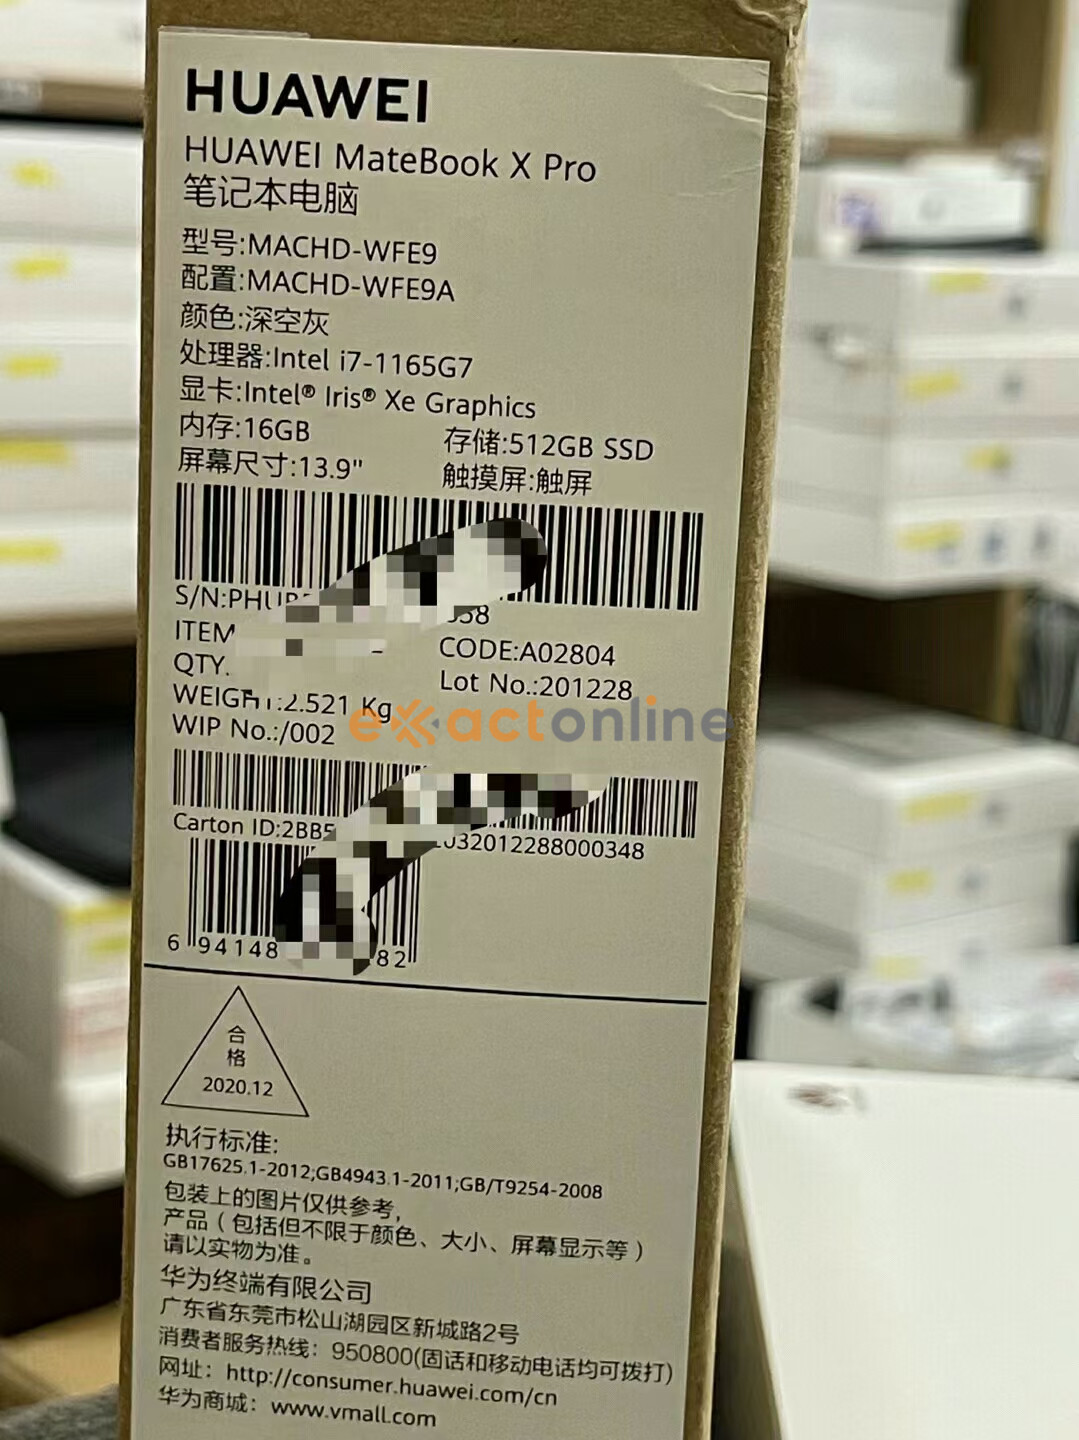 HUAWEI
HUAWEI MateBook X Pro
笔记本电脑
型号:MACHD-WFE9
配置:MACHD-WFE9A
颜色:深空灰
处理器:Intel i7-1165G7
显卡:Intel® Iris® Xe Graphics
内存:16GB 存储:512GB SSD
屏幕尺寸:13.9" 触摸屏:触屏
S/N:
ITEM CODE:A02804
QTY. Lot No.:201228
WEIGHT:2.521 Kg
WIP No.:/002
exactonline
Carton ID:2BB5 032012288000348
6 94148 82
合
格
2020.12
执行标准:
GB17625.1-2012;GB4943.1-2011;GB/T9254-2008
包装上的图片仅供参考,
产品（包括但不限于颜色、大小、屏幕显示等）
请以实物为准。
华为终端有限公司
广东省东莞市松山湖园区新城路2号
消费者服务热线：950800(固话和移动电话均可拨打)
网址：http://consumer.huawei.com/cn
华为商城：www.vmall.com